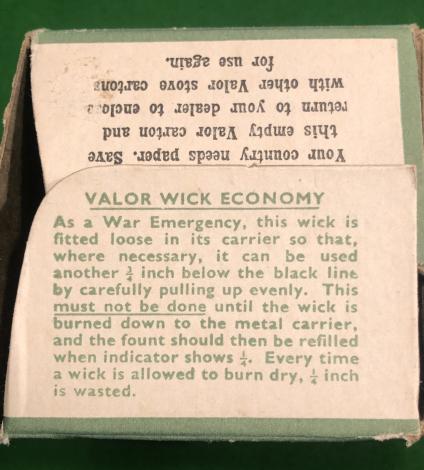 Your country needs paper. Save
this empty Valor carton and
return to your dealer to enclose
with other Valor stove cartons
for use again.
VALOR WICK ECONOMY
As a War Emergency, this wick is
fitted loose in its carrier so that,
where necessary, it can be used
another ¾ inch below the black line
by carefully pulling up evenly. This
must not be done until the wick is
burned down to the metal carrier,
and the fount should then be refilled
when indicator shows ¼. Every time
a wick is allowed to burn dry, ¼ inch
is wasted.